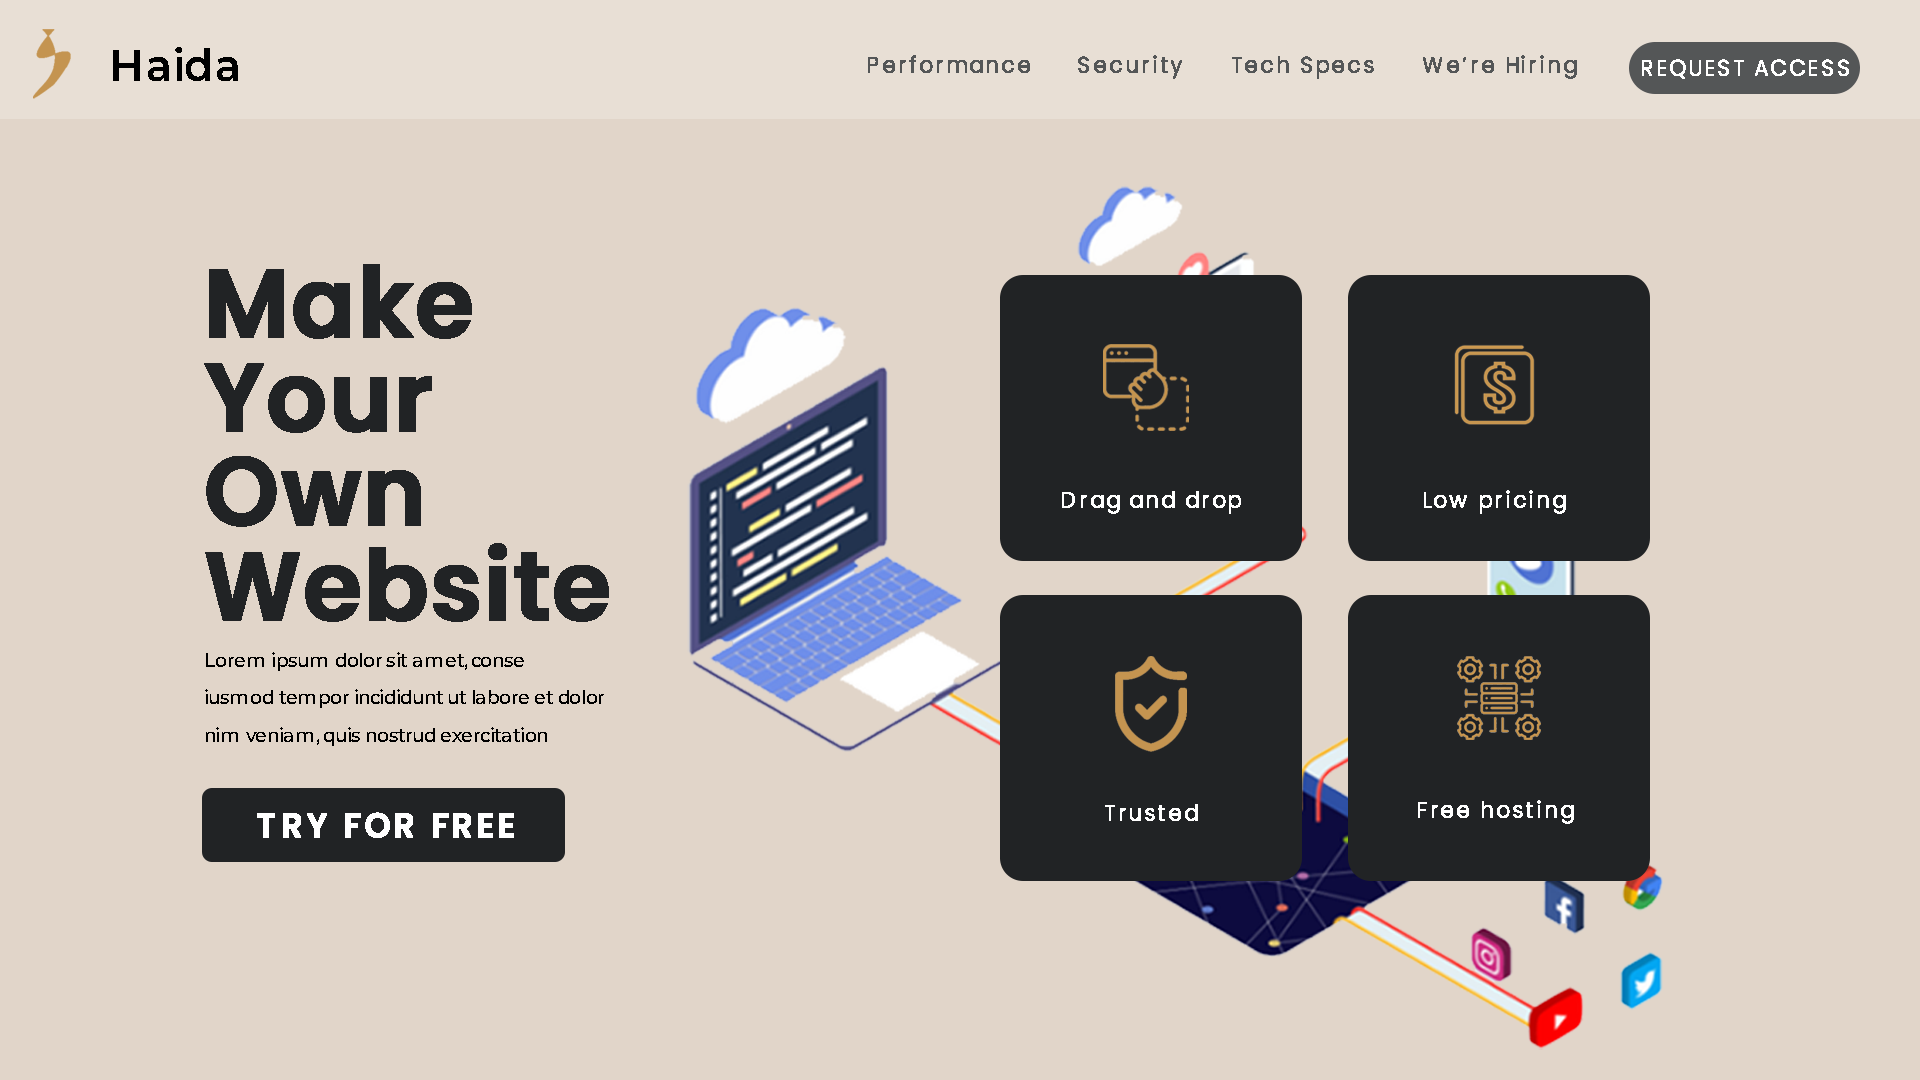 Haida
Performance
Security
Tech Specs
We're Hiring
REQUEST ACCESS
Make
Your
Own
Website
Lorem ipsum dolor sit amet, conse
iusmod tempor incididunt ut labore et dolor
nim veniam, quis nostrud exercitation
TRY FOR FREE
Drag and drop
Low pricing
Trusted
Free hosting